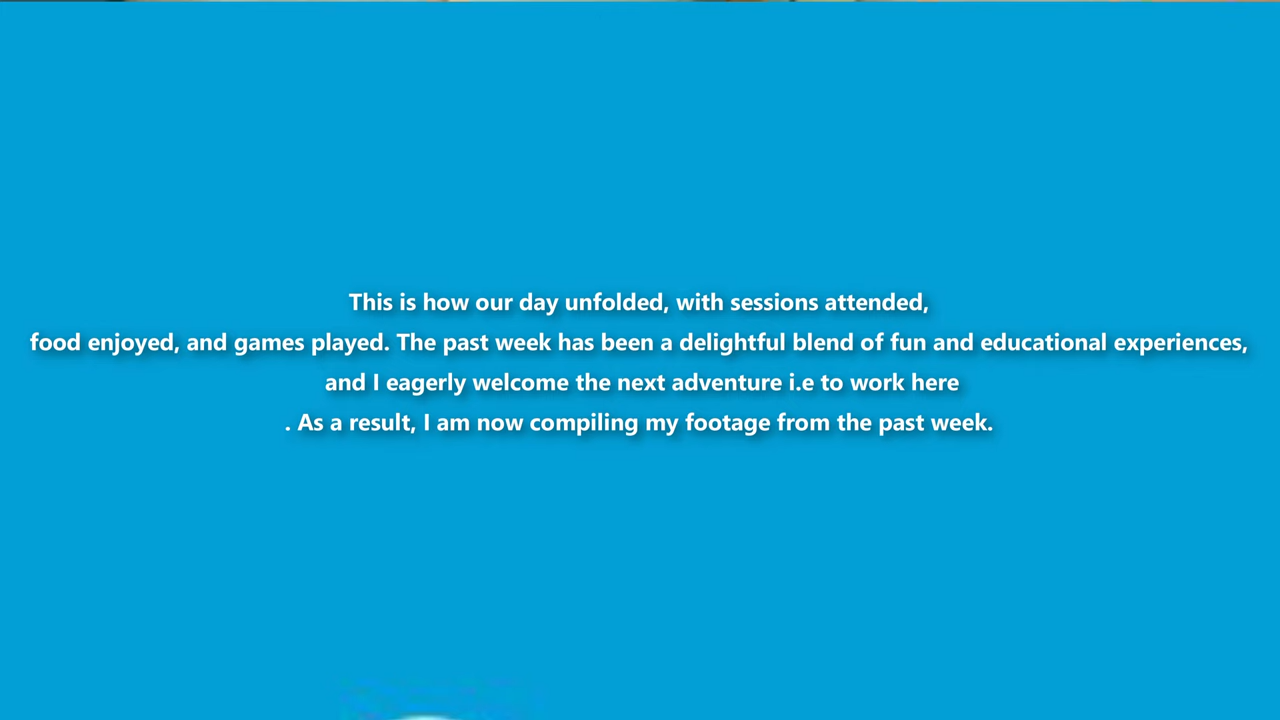 This is how our day unfolded, with sessions attended,
food enjoyed, and games played. The past week has been a delightful blend of fun and educational experiences,
and I eagerly welcome the next adventure i.e to work here
. As a result, I am now compiling my footage from the past week.